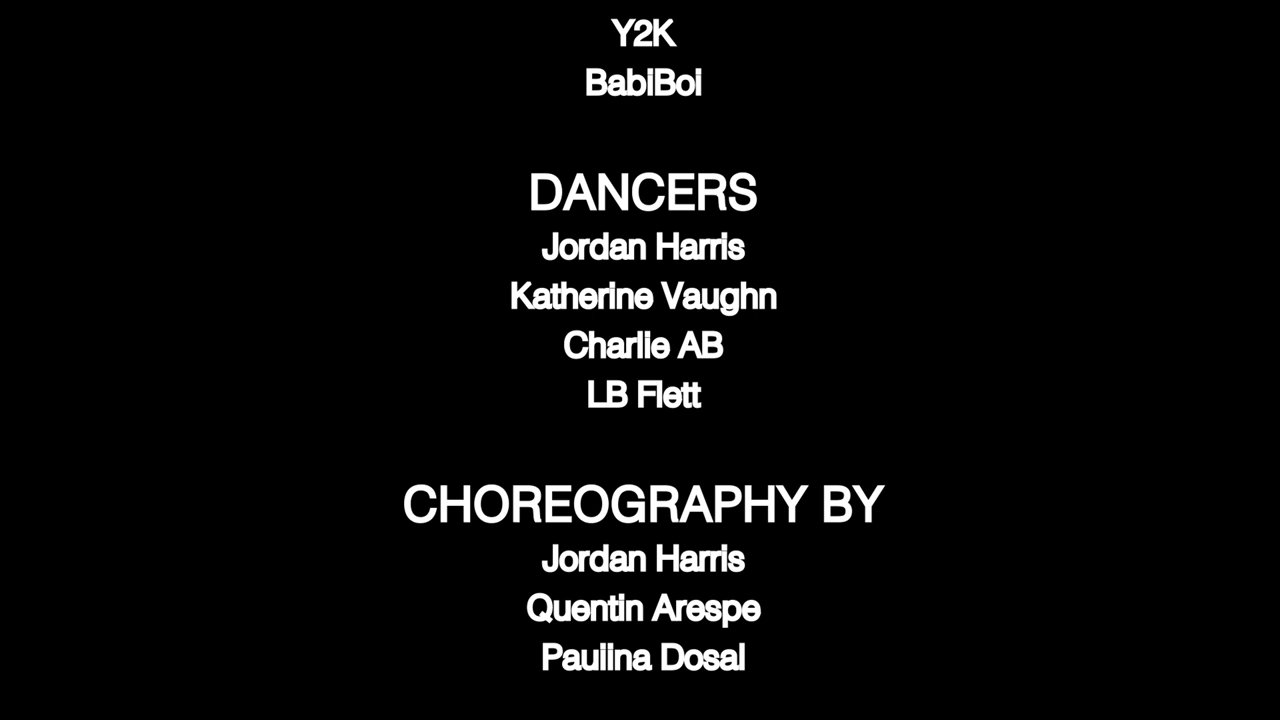 Y2K
BabiBoi
DANCERS
Jordan Harris
Katherine Vaughn
Charlie AB
LB Flett
CHOREOGRAPHY BY
Jordan Harris
Quentin Arespe
Paulina Dosal